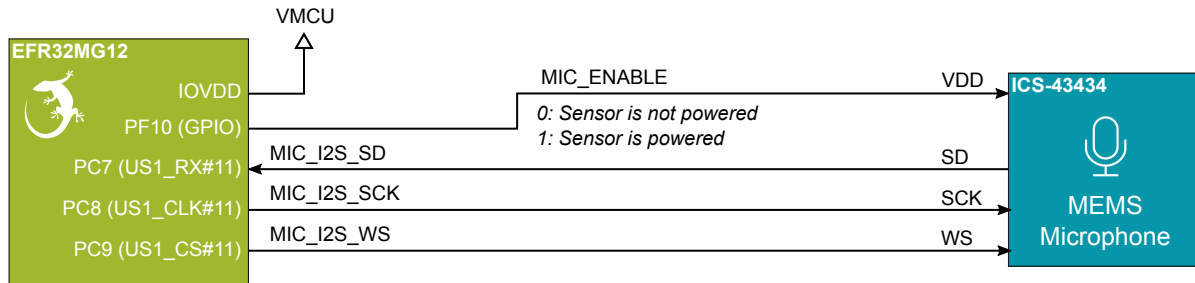 VMCU
EFR32MG12
IOVDD
PF10 (GPIO)
PC7 (US1_RX#11)
PC8 (US1_CLK#11)
PC9 (US1_CS#11)
MIC_ENABLE
0: Sensor is not powered
1: Sensor is powered
MIC_I2S_SD
MIC_I2S_SCK
MIC_I2S_WS
VDD
SD
SCK
WS
ICS-43434
MEMS
Microphone